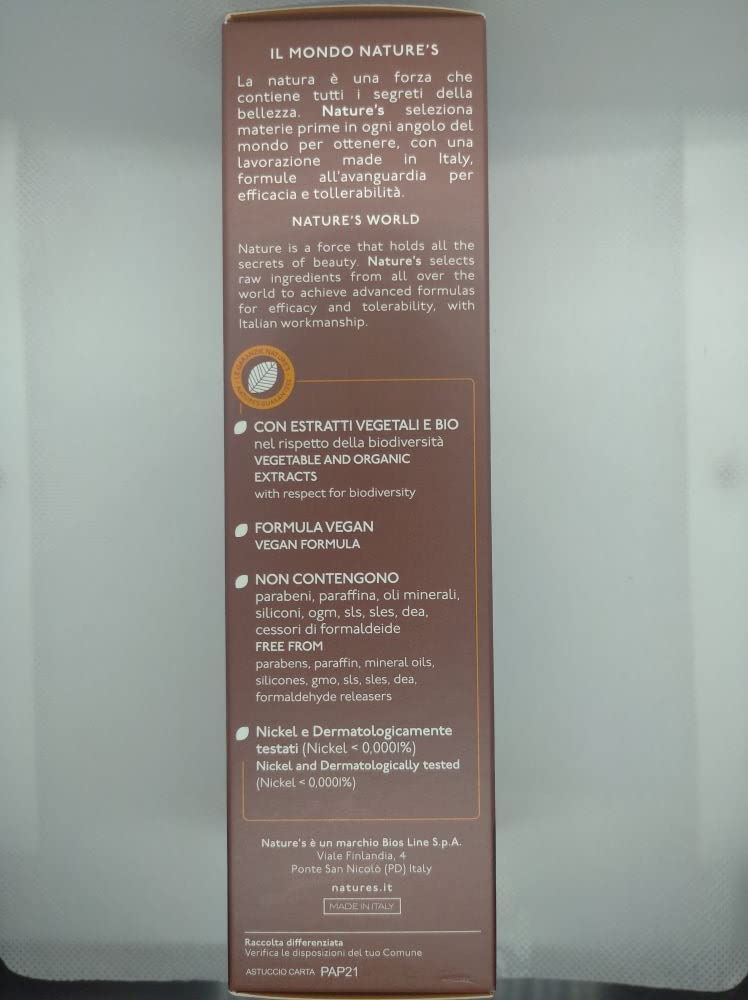 IL MONDO NATURE'S
La natura è una forza che
contiene tutti i segreti della
bellezza. Nature's seleziona
materie prime in ogni angolo del
mondo per ottenere, con una
lavorazione made in Italy,
formule all'avanguardia per
efficacia e tollerabilità.
NATURE'S WORLD
Nature is a force that holds all the
secrets of beauty. Nature's selects
raw ingredients from all over the
world to achieve advanced formulas
for efficacy and tolerability, with
Italian workmanship.
LE GARANZIE NATURE'S
NATURE'S GUARANTEES
CON ESTRATTI VEGETALI E BIO
nel rispetto della biodiversità
VEGETABLE AND ORGANIC
EXTRACTS
with respect for biodiversity
FORMULA VEGAN
VEGAN FORMULA
NON CONTENGONO
parabeni, paraffina, oli minerali,
siliconi, ogm, sls, sles, dea,
cessori di formaldeide
FREE FROM
parabens, paraffin, mineral oils,
silicones, gmo, sls, sles, dea,
formaldehyde releasers
Nickel e Dermatologicamente
testati (Nickel < 0,0001%)
Nickel and Dermatologically tested
(Nickel < 0,0001%)
Nature's è un marchio Bios Line S.p.A.
Viale Finlandia, 4
Ponte San Nicolò (PD) Italy
natures.it
MADE IN ITALY
Raccolta differenziata
Verifica le disposizioni del tuo Comune
ASTUCCIO CARTA PAP21